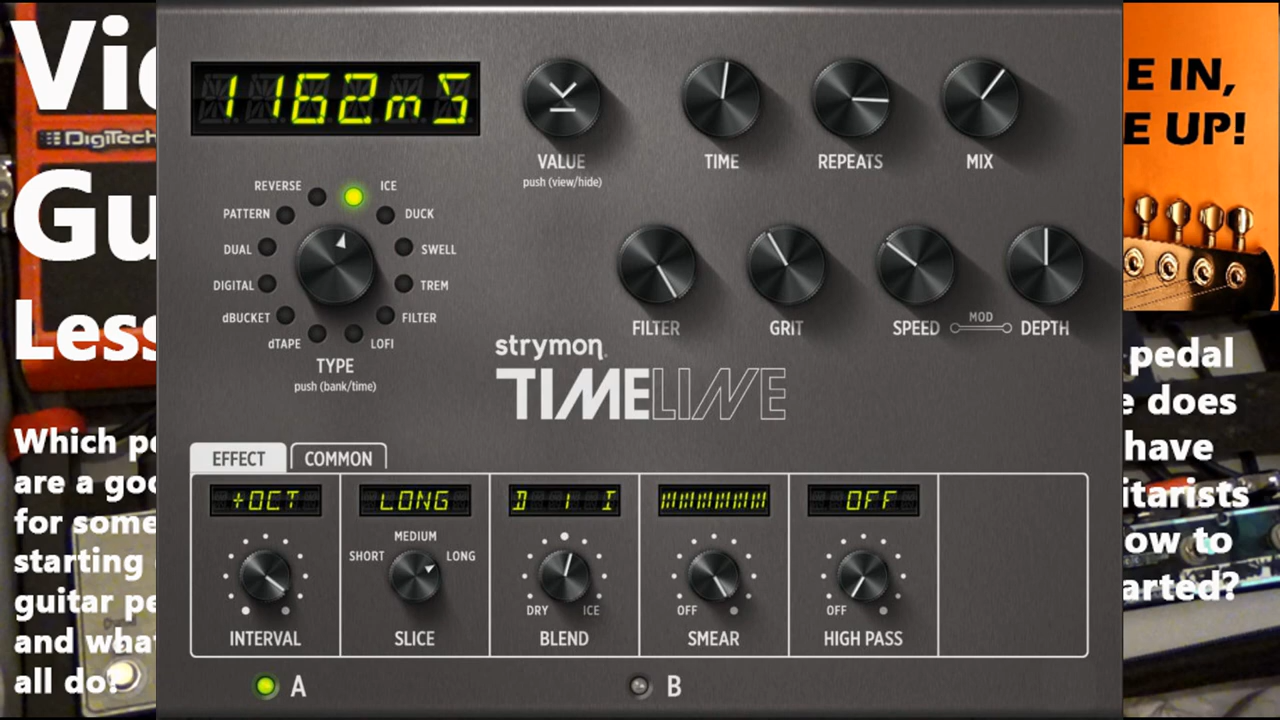 Vi
DigiTech
Gu
Less
Which pe
are a goo
for some
starting
guitar pe
and wha
all do?
1162mS
VALUE
push (view/hide)
TIME
REPEATS
MIX
REVERSE
ICE
PATTERN
DUCK
DUAL
SWELL
DIGITAL
TREM
dBUCKET
FILTER
dTAPE
LOFI
TYPE
push (bank/time)
FILTER
GRIT
SPEED
MOD
DEPTH
strymon
TIMELINE
EFFECT
COMMON
+OCT
LONG
D I I
OFF
MEDIUM
SHORT
LONG
DRY
ICE
OFF
OFF
INTERVAL
SLICE
BLEND
SMEAR
HIGH PASS
A
B
E IN,
E UP!
pedal
e does
have
itarists
ow to
arted?